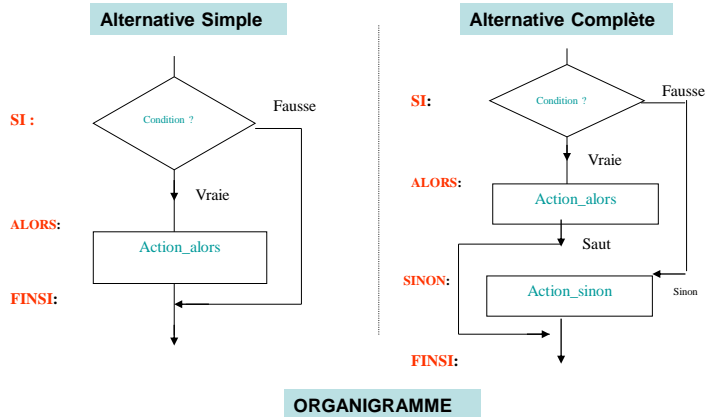 Alternative Simple
SI :
Condition ?
Fausse
Vraie
ALORS:
Action_alors
FINSI:
Alternative Complète
SI:
Condition ?
Fausse
Vraie
ALORS:
Action_alors
Saut
SINON:
Action_sinon
Sinon
FINSI:
ORGANIGRAMME